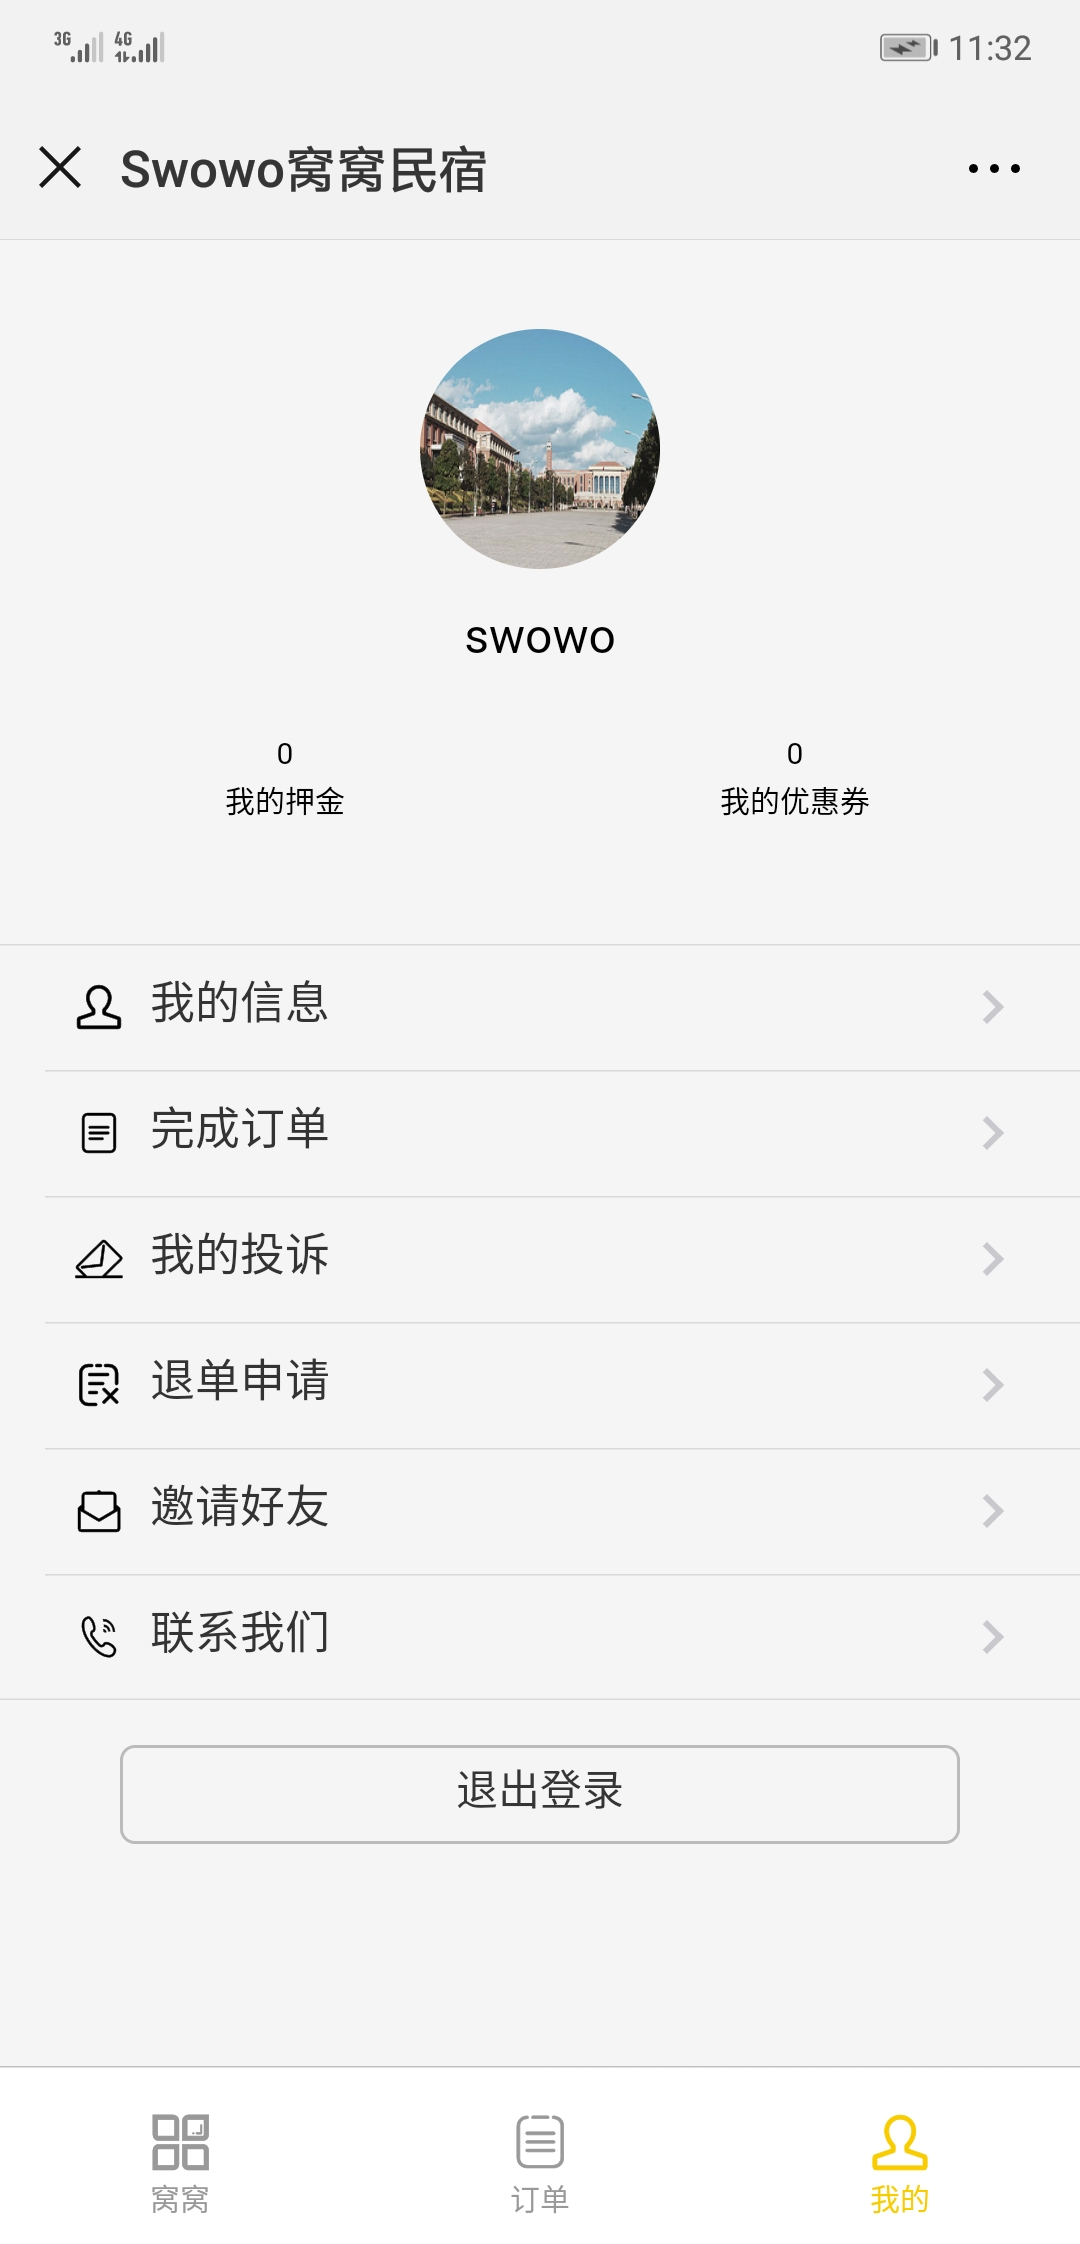 3G 4G 11:32
Swowo窝窝民宿
swowo
0 0
我的押金 我的优惠券
我的信息
完成订单
我的投诉
退单申请
邀请好友
联系我们
退出登录
窝窝 订单 我的